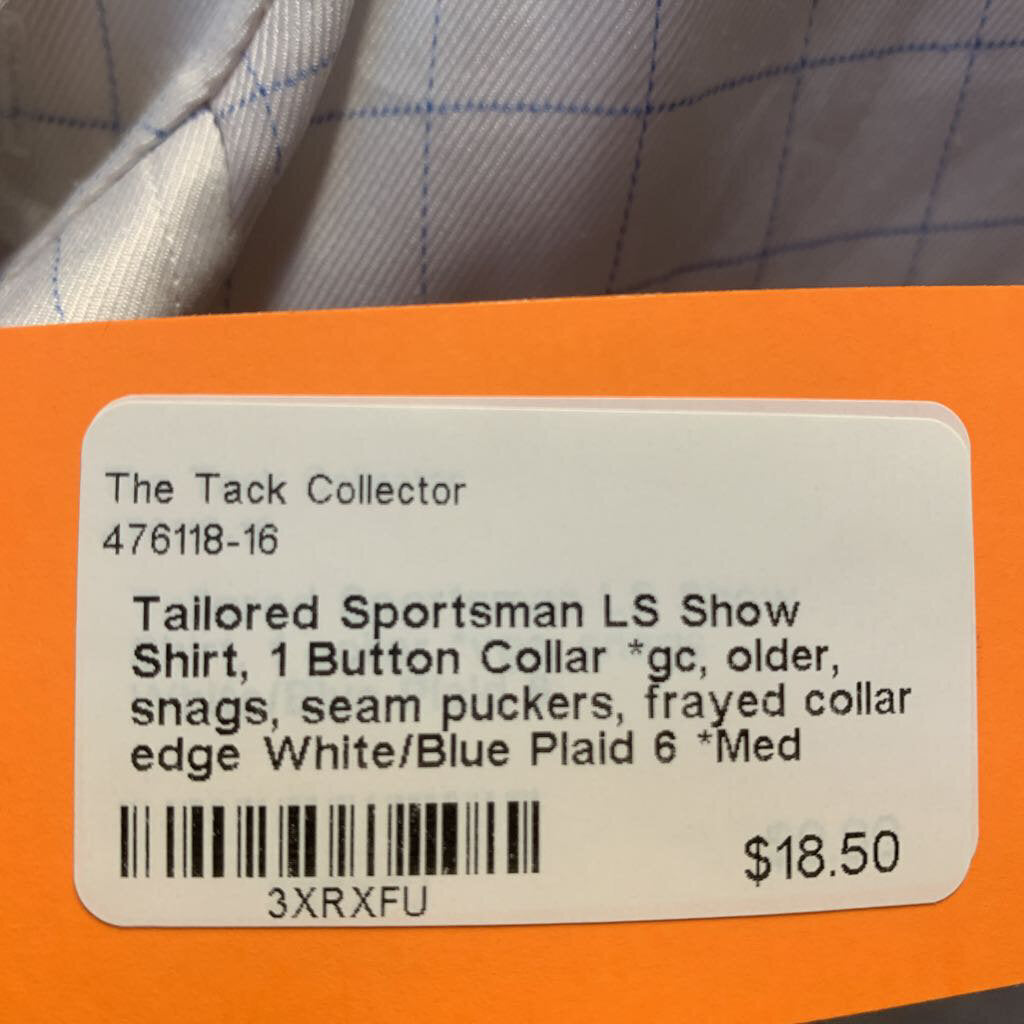 The Tack Collector
476118-16
Tailored Sportsman LS Show
Shirt, 1 Button Collar *gc, older,
snags, seam puckers, frayed collar
edge White/Blue Plaid 6 *Med
$18.50
3XRXFU